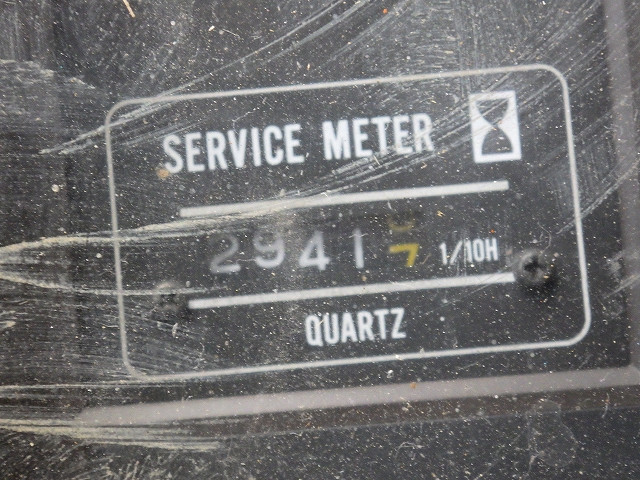 SERVICE METER
29417 1/10H
QUARTZ